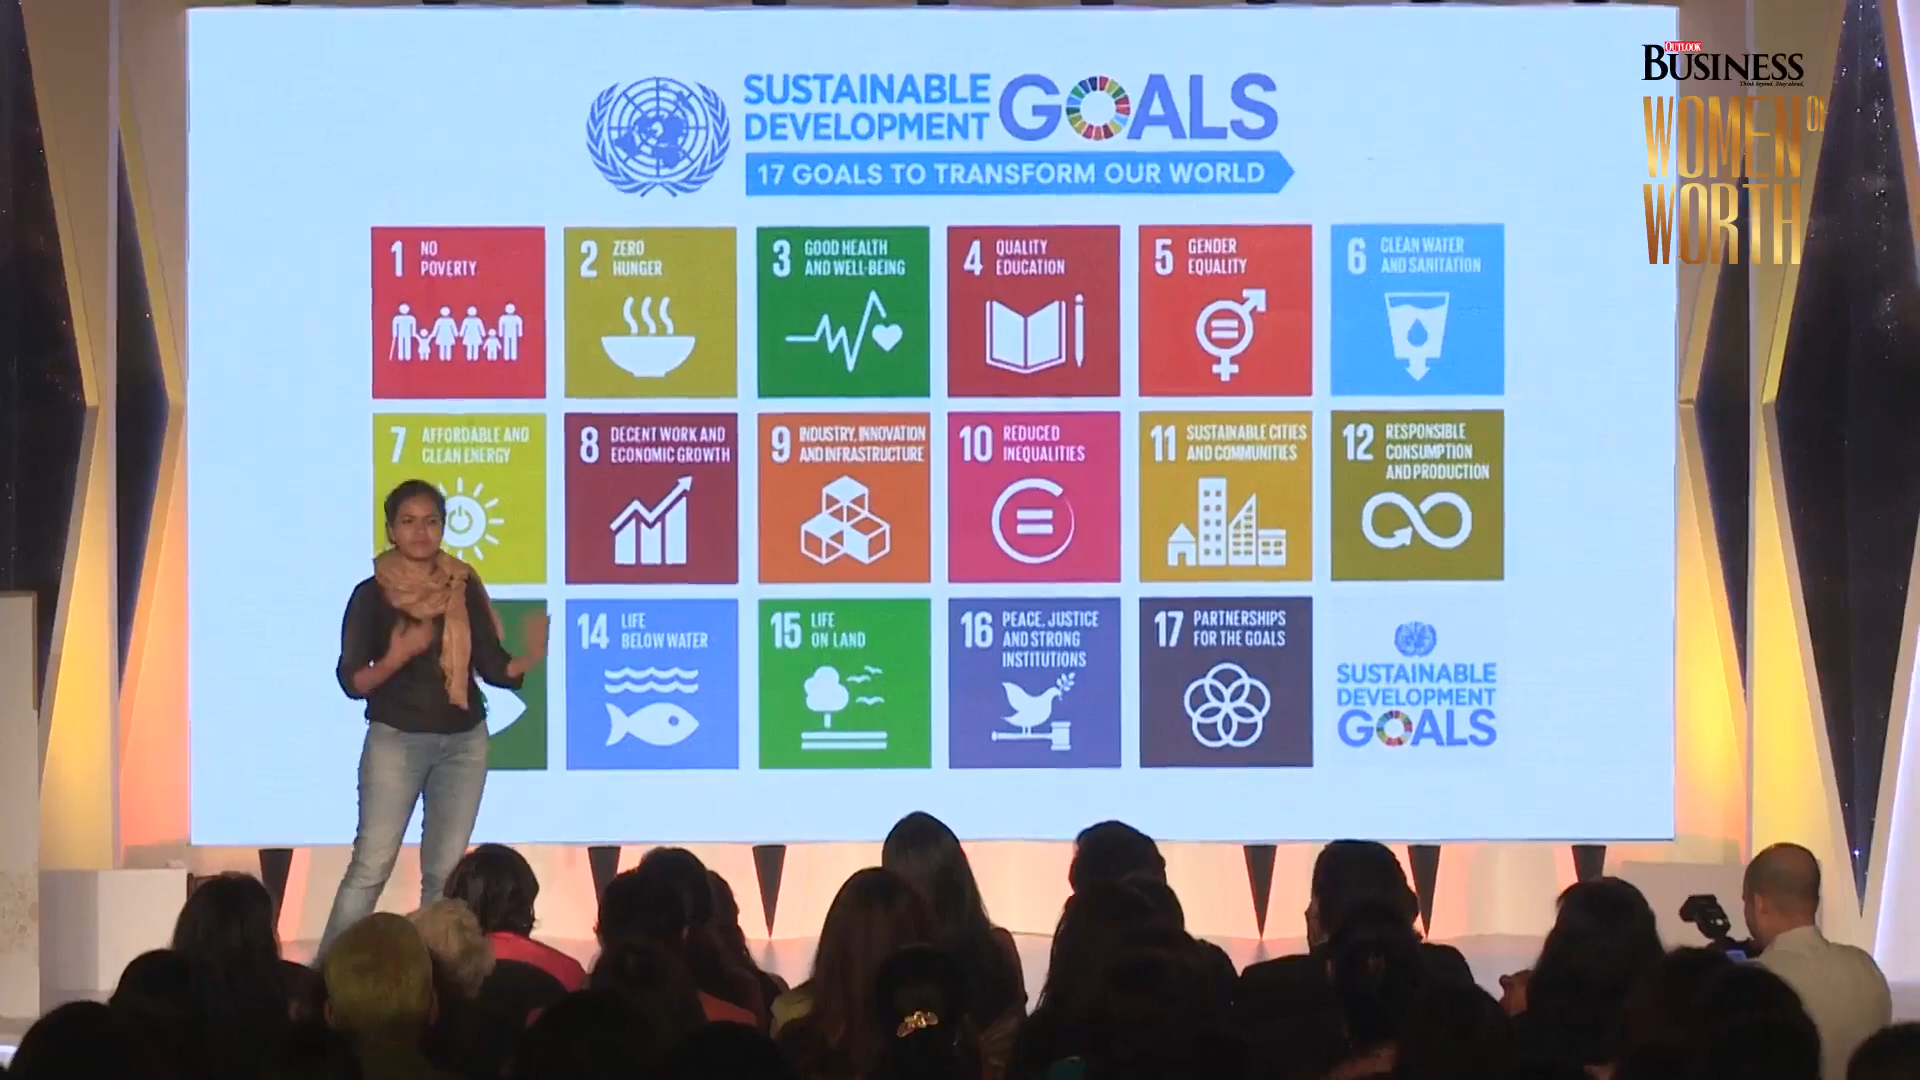 OUTLOOK
BUSINESS
Think beyond. Stay ahead.
WOMEN OF
WORTH
SUSTAINABLE
DEVELOPMENT
GOALS
17 GOALS TO TRANSFORM OUR WORLD
1 NO
POVERTY
2 ZERO
HUNGER
3 GOOD HEALTH
AND WELL-BEING
4 QUALITY
EDUCATION
5 GENDER
EQUALITY
6 CLEAN WATER
AND SANITATION
7 AFFORDABLE AND
CLEAN ENERGY
8 DECENT WORK AND
ECONOMIC GROWTH
9 INDUSTRY, INNOVATION
AND INFRASTRUCTURE
10 REDUCED
INEQUALITIES
11 SUSTAINABLE CITIES
AND COMMUNITIES
12 RESPONSIBLE
CONSUMPTION
AND PRODUCTION
14 LIFE
BELOW WATER
15 LIFE
ON LAND
16 PEACE, JUSTICE
AND STRONG
INSTITUTIONS
17 PARTNERSHIPS
FOR THE GOALS
SUSTAINABLE
DEVELOPMENT
GOALS